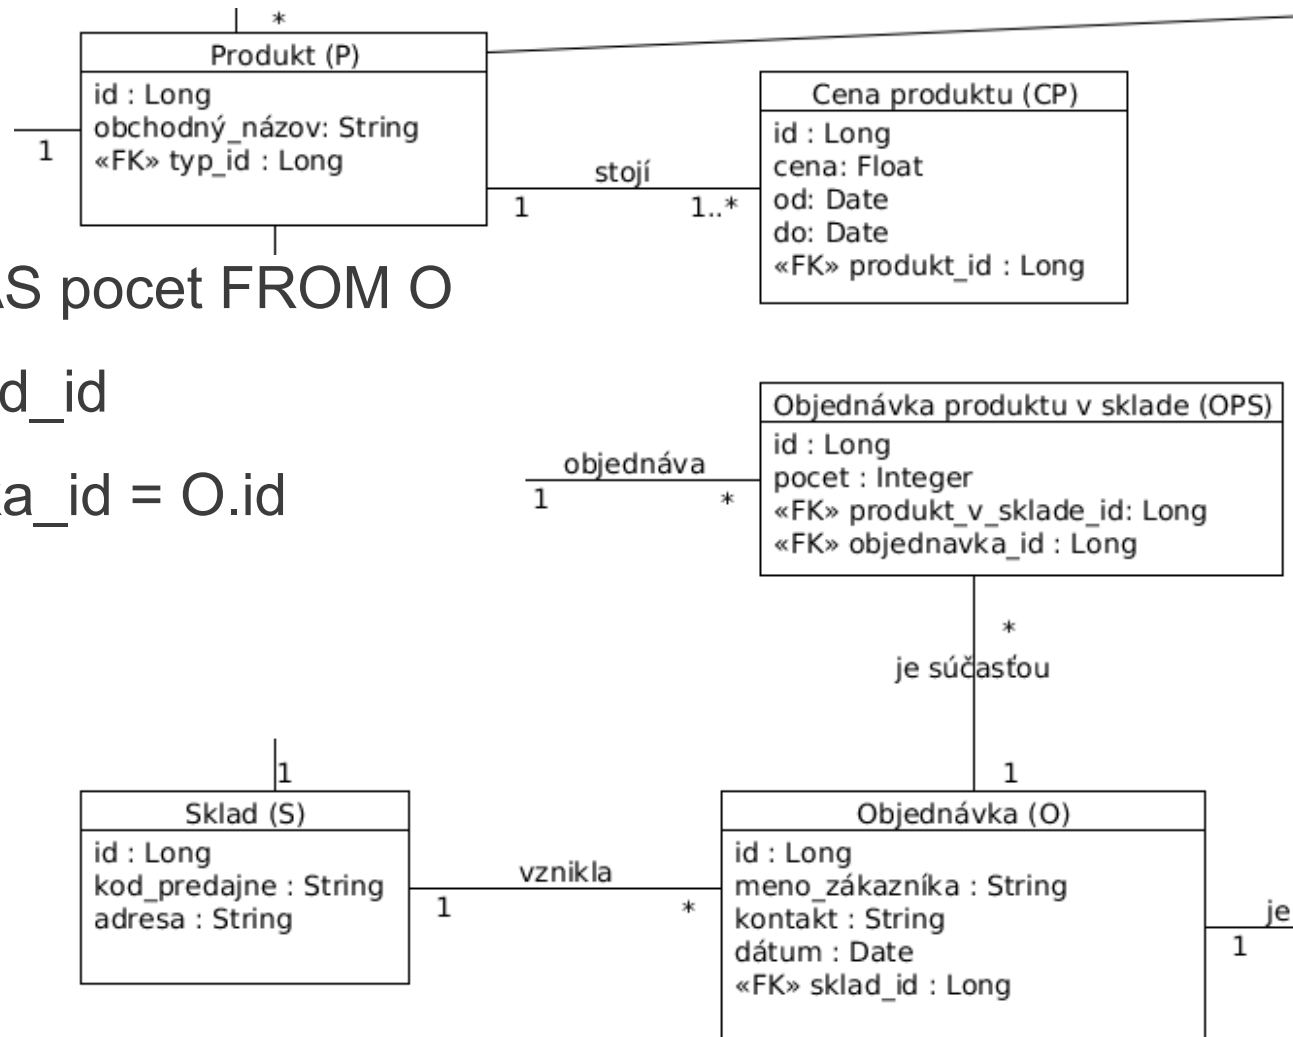 *
Produkt (P)
id : Long
obchodný_názov: String
«FK» typ_id : Long
1
stojí
1
1..*
Cena produktu (CP)
id : Long
cena: Float
od: Date
do: Date
«FK» produkt_id : Long
AS pocet FROM O
d_id
a_id = O.id
objednáva
1
*
Objednávka produktu v sklade (OPS)
id : Long
pocet : Integer
«FK» produkt_v_sklade_id: Long
«FK» objednavka_id : Long
*
je súčasťou
1
1
Sklad (S)
id : Long
kod_predajne : String
adresa : String
vznikla
1
*
Objednávka (O)
id : Long
meno_zákazníka : String
kontakt : String
dátum : Date
«FK» sklad_id : Long
je
1